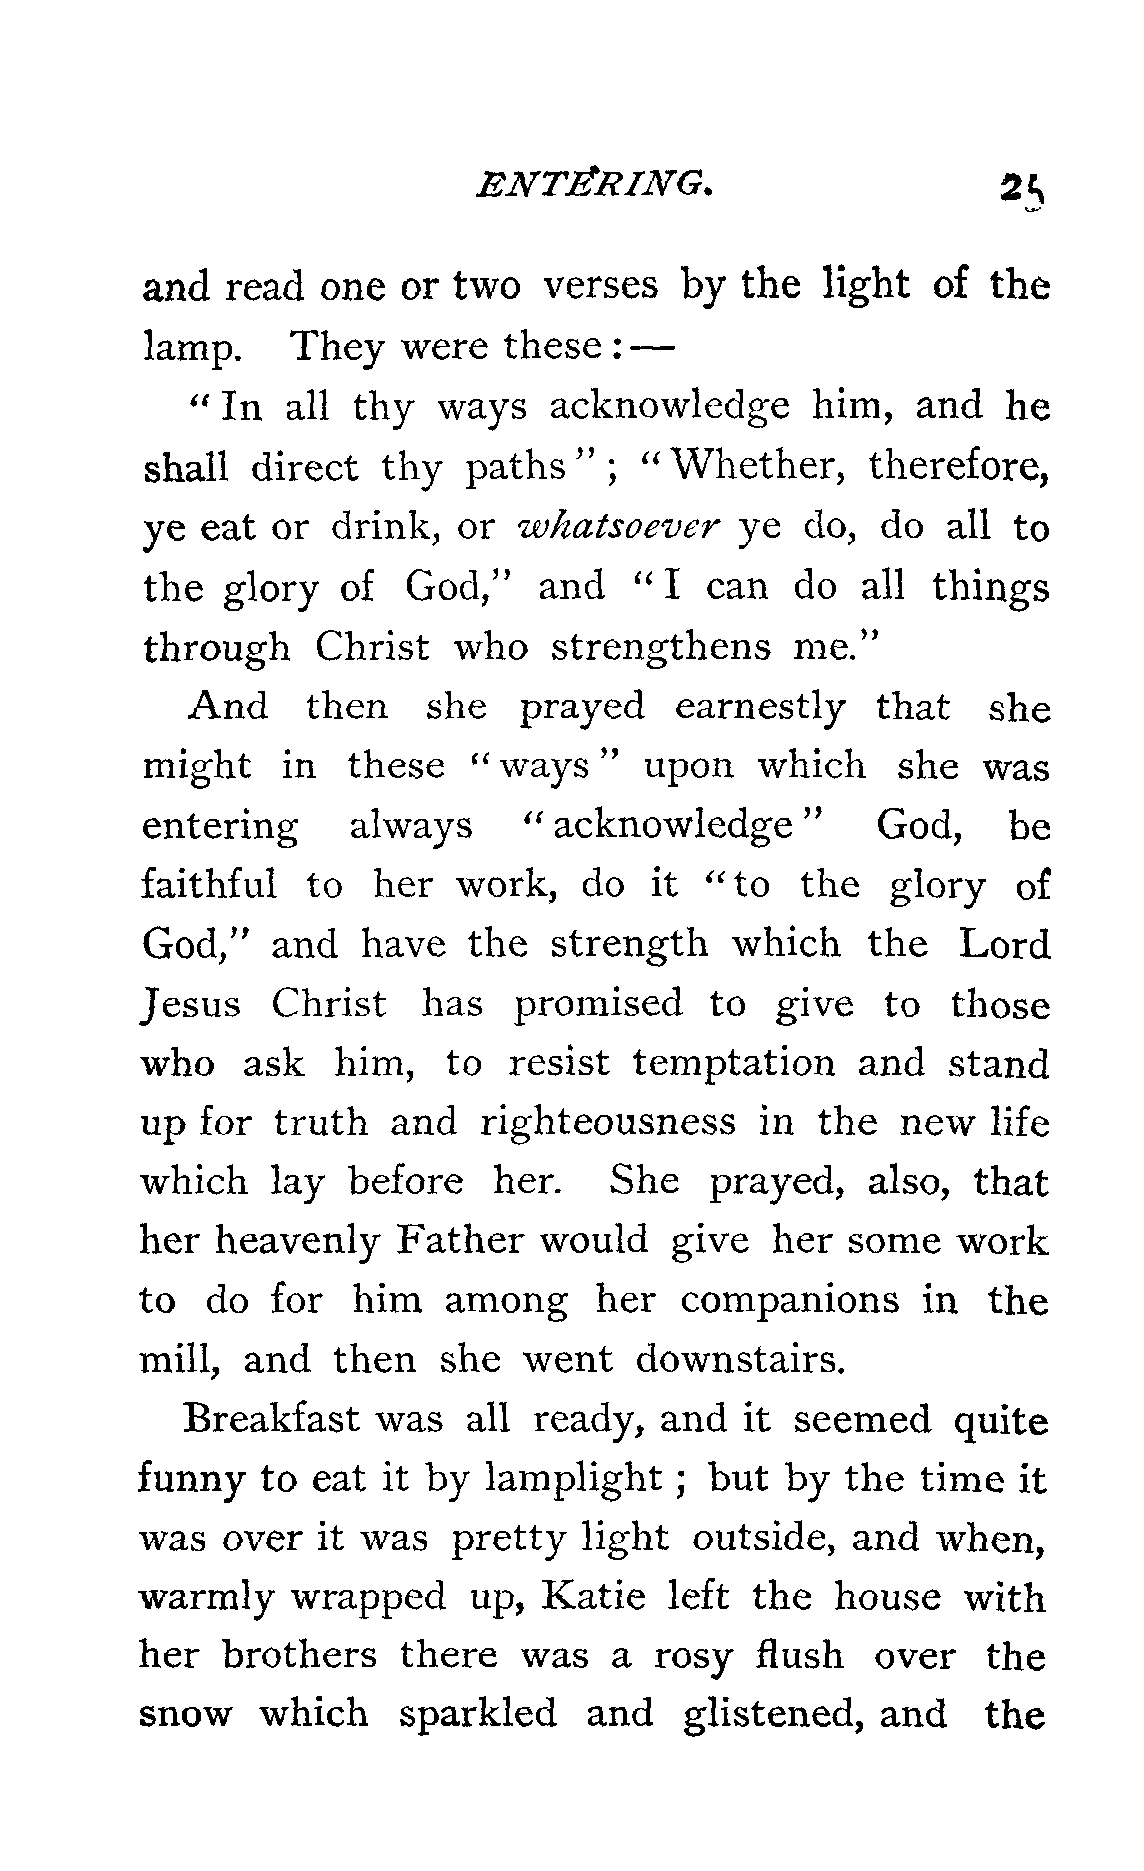 ENTERING. 25
and read one or two verses by the light of the
lamp. They were these :—
“ In all thy ways acknowledge him, and he
shall direct thy paths ” ; “ Whether, therefore,
ye eat or drink, or whatsoever ye do, do all to
the glory of God,” and “ I can do all things
through Christ who strengthens me.”
And then she prayed earnestly that she
might in these “ ways ” upon which she was
entering always “ acknowledge ” God, be
faithful to her work, do it “ to the glory of
God,” and have the strength which the Lord
Jesus Christ has promised to give to those
who ask him, to resist temptation and stand
up for truth and righteousness in the new life
which lay before her. She prayed, also, that
her heavenly Father would give her some work
to do for him among her companions in the
mill, and then she went downstairs.
Breakfast was all ready, and it seemed quite
funny to eat it by lamplight ; but by the time it
was over it was pretty light outside, and when,
warmly wrapped up, Katie left the house with
her brothers there was a rosy flush over the
snow which sparkled and glistened, and the